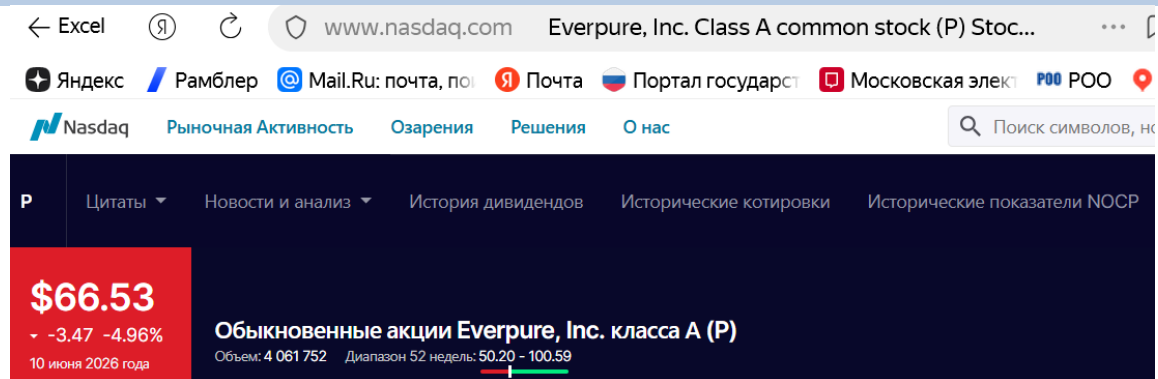 ← Excel Я www.nasdaq.com Everpure, Inc. Class A common stock (P) Stoc... ...
Яндекс Рамблер Mail.Ru: почта, по Почта Портал государст Московская элект РОО РОО
Nasdaq Рыночная Активность Озарения Решения О нас Поиск символов, но
P Цитаты Новости и анализ История дивидендов Исторические котировки Исторические показатели NOCP
$66.53
-3.47 -4.96%
Обыкновенные акции Everpure, Inc. класса A (P)
10 июня 2026 года
Объем: 4 061 752 Диапазон 52 недель: 50.20 - 100.59